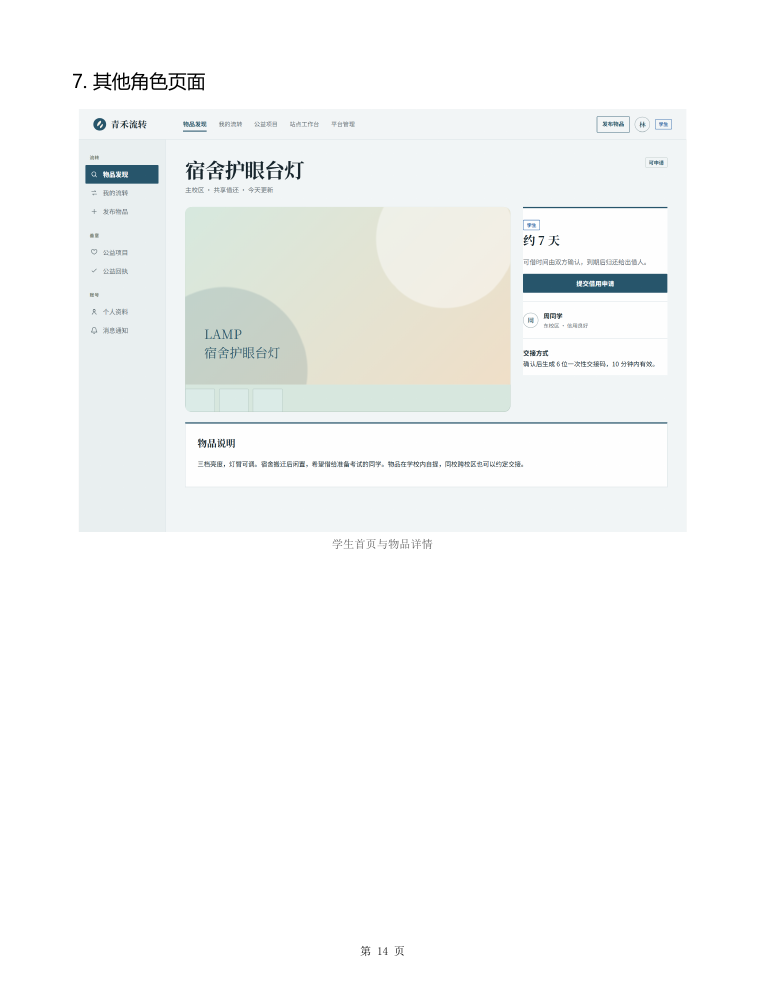 7. 其他角色页面
青禾流转
物品发现 我的流转 公益项目 站点工作台 平台管理
发布物品 林 学生
流转
物品发现
我的流转
发布物品
公益项目
公益回执
账号
个人资料
消息通知
宿舍护眼台灯
可申请
主校区 · 共享借还 · 今天更新
LAMP
宿舍护眼台灯
学生
约 7 天
可借时间由双方确认，到期后归还给出借人。
提交借用申请
周
周同学
东校区 · 信用良好
交接方式
确认后生成 6 位一次性交接码，10 分钟内有效。
物品说明
三档亮度，灯臂可调。宿舍搬迁后闲置，希望借给准备考试的同学。物品在学校内自提，同校跨校区也可以约定交接。
学生首页与物品详情
第 14 页